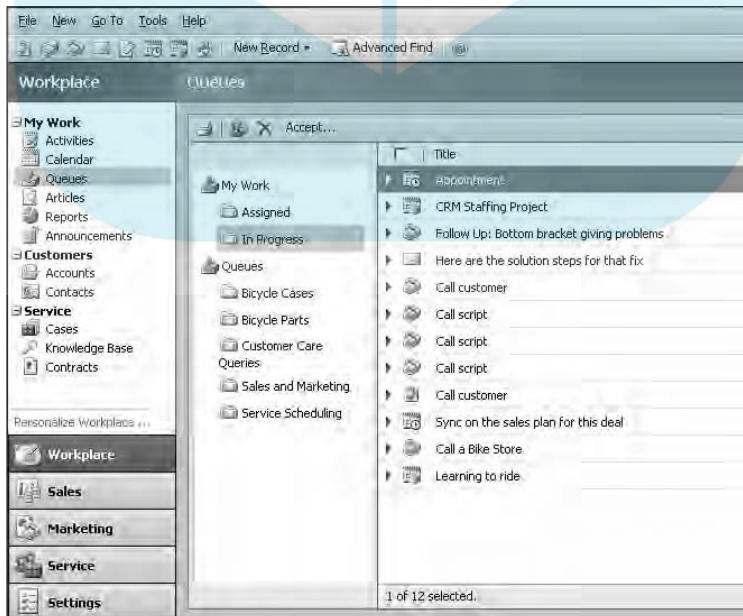 File New Go To Tools Help
New Record Advanced Find
Workplace
Queues
My Work
Activities
Calendar
Queues
Articles
Reports
Announcements
Customers
Accounts
Contacts
Service
Cases
Knowledge Base
Contracts
Personalize Workplace ...
Workplace
Sales
Marketing
Service
Settings
Accept...
My Work
Assigned
In Progress
Queues
Bicycle Cases
Bicycle Parts
Customer Care
Queries
Sales and Marketing
Service Scheduling
Title
Appointment
CRM Staffing Project
Follow Up: Bottom bracket giving problems
Here are the solution steps for that fix
Call customer
Call script
Call script
Call script
Call customer
Sync on the sales plan for this deal
Call a Bike Store
Learning to ride
1 of 12 selected.